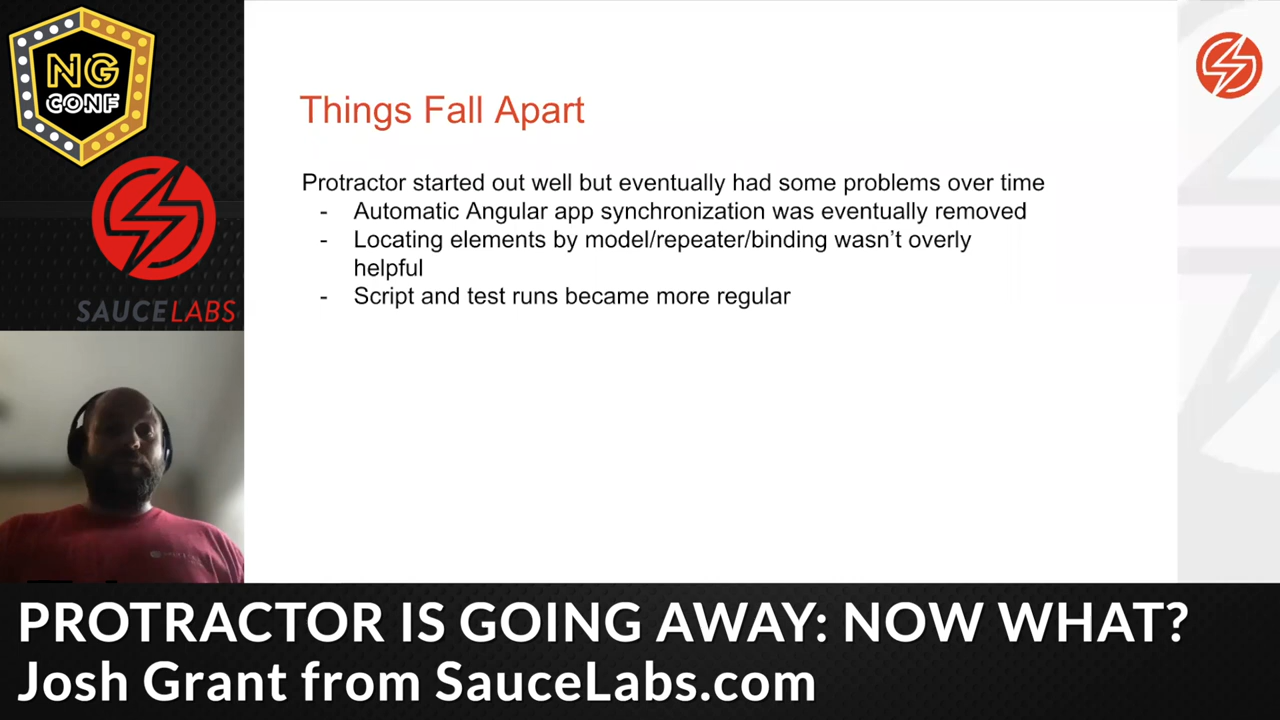 NG
CONF
SAUCELABS
Things Fall Apart
Protractor started out well but eventually had some problems over time
- Automatic Angular app synchronization was eventually removed
- Locating elements by model/repeater/binding wasn’t overly
helpful
- Script and test runs became more regular
PROTRACTOR IS GOING AWAY: NOW WHAT?
Josh Grant from SauceLabs.com